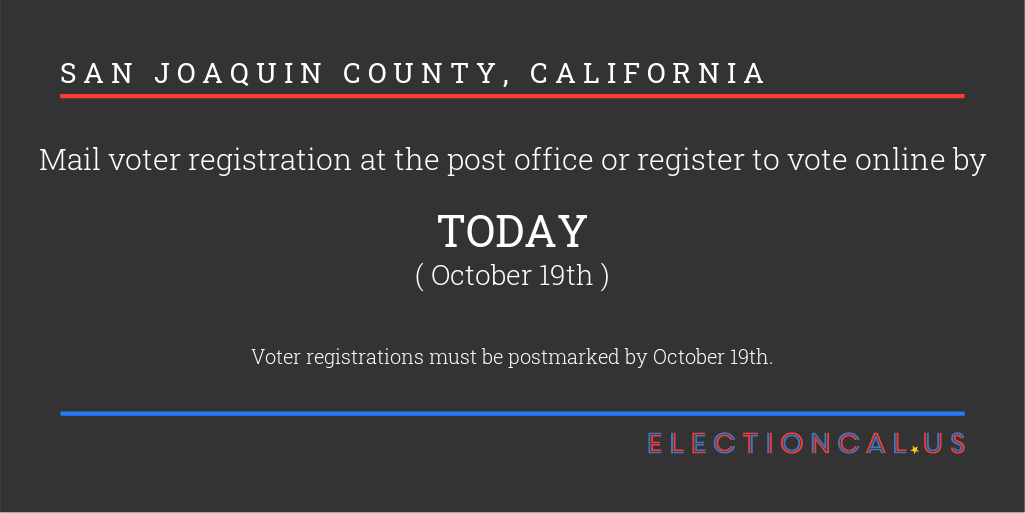 SAN JOAQUIN COUNTY, CALIFORNIA
Mail voter registration at the post office or register to vote online by
TODAY
( October 19th )
Voter registrations must be postmarked by October 19th.
ELECTIONCAL.US